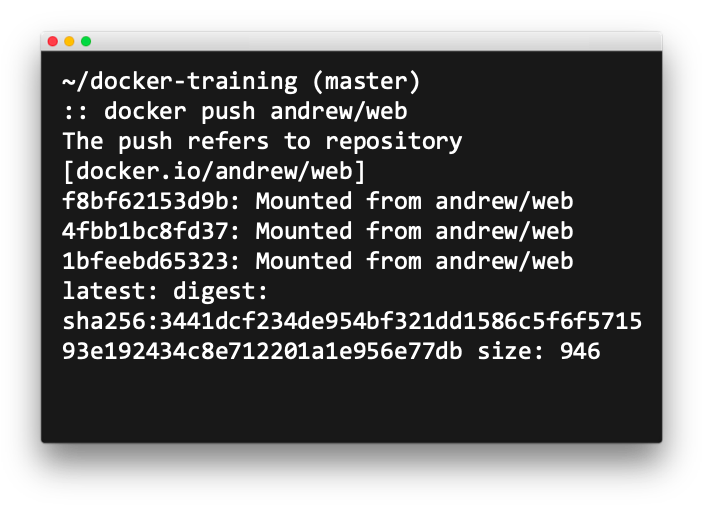 ~/docker-training (master)
:: docker push andrew/web
The push refers to repository
[docker.io/andrew/web]
f8bf62153d9b: Mounted from andrew/web
4fbb1bc8fd37: Mounted from andrew/web
1bfeebd65323: Mounted from andrew/web
latest: digest:
sha256:3441dcf234de954bf321dd1586c5f6f5715
93e192434c8e712201a1e956e77db size: 946